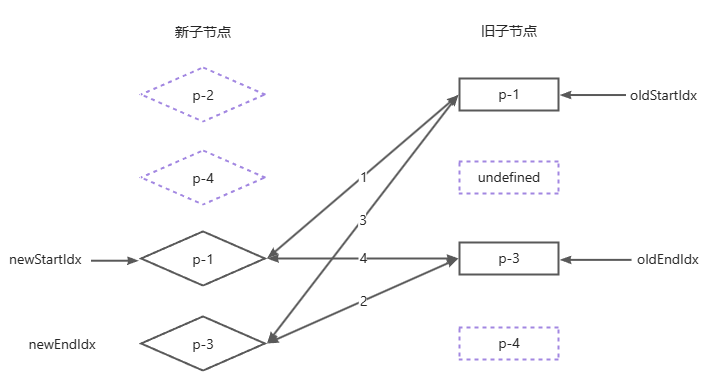 新子节点
旧子节点
p-2
p-1
oldStartIdx
p-4
1
undefined
3
newStartIdx
p-1
4
p-3
oldEndIdx
2
newEndIdx
p-3
p-4